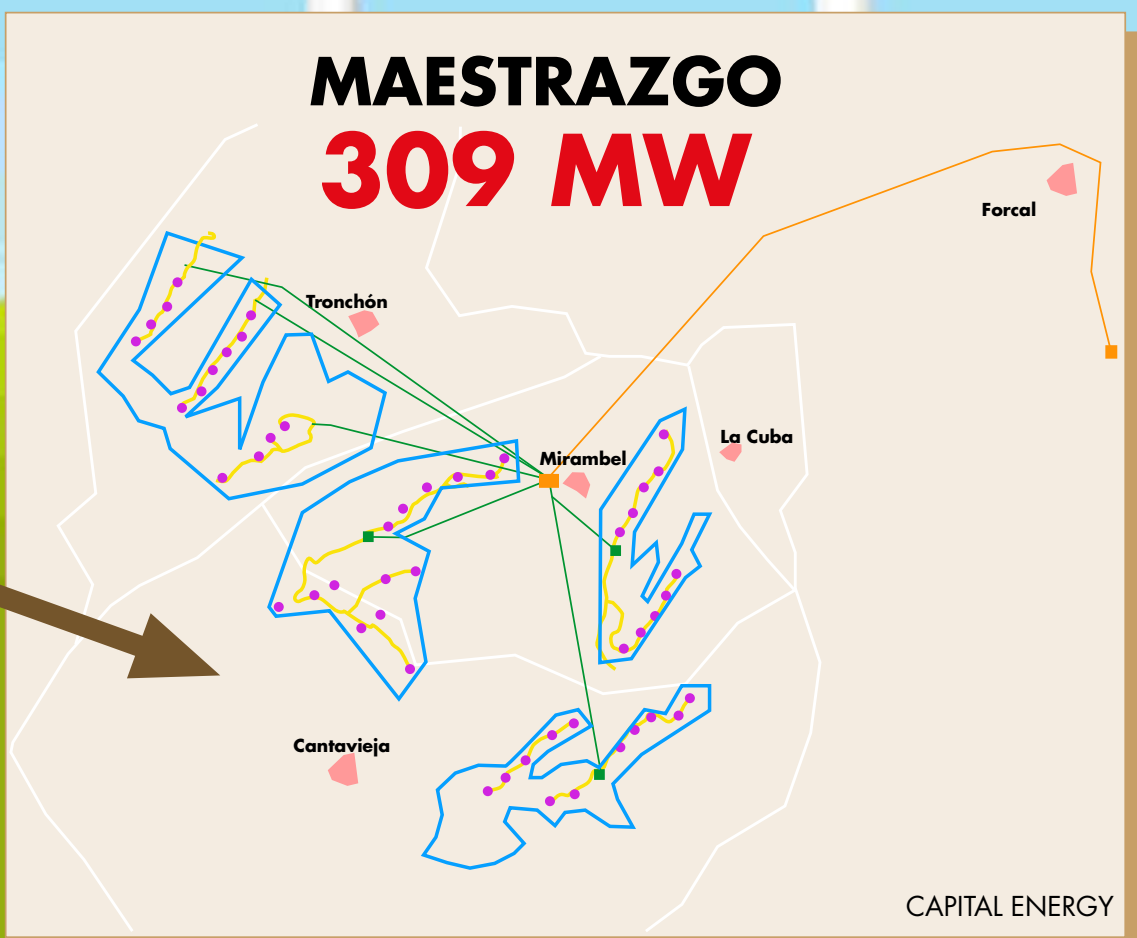 MAESTRAZGO
309 MW
Forcal
Tronchón
La Cuba
Mirambel
Cantavieja
CAPITAL ENERGY